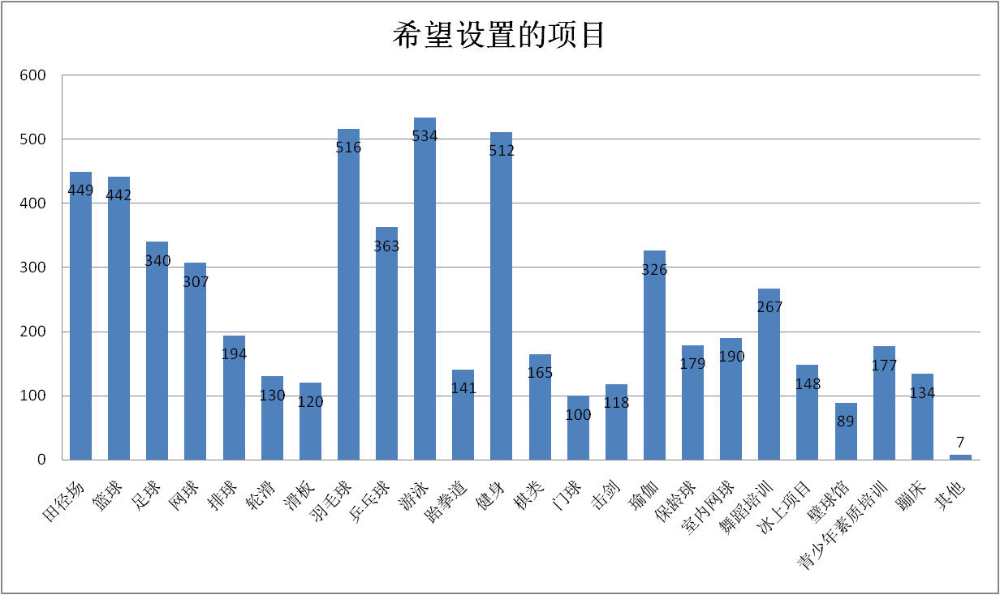 希望设置的项目
600
500
400
300
200
100
0
449
442
340
307
194
130
120
516
363
534
141
512
165
100
118
326
179
190
267
148
89
177
134
7
田径场
篮球
足球
网球
排球
轮滑
滑板
羽毛球
乒乓球
游泳
跆拳道
健身
棋类
门球
击剑
瑜伽
保龄球
室内网球
舞蹈培训
冰上项目
壁球馆
青少年素质培训
蹦床
其他